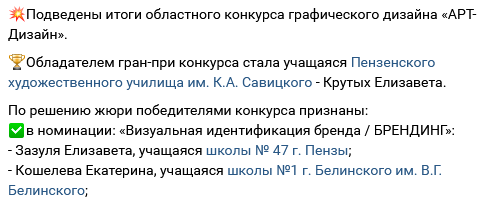 💥Подведены итоги областного конкурса графического дизайна «АРТ-
Дизайн».
🏆Обладателем гран-при конкурса стала учащаяся Пензенского
художественного училища им. К.А. Савицкого - Крутых Елизавета.
По решению жюри победителями конкурса признаны:
✅в номинации: «Визуальная идентификация бренда / БРЕНДИНГ»:
- Зазуля Елизавета, учащаяся школы № 47 г. Пензы;
- Кошелева Екатерина, учащаяся школы №1 г. Белинского им. В.Г.
Белинского;